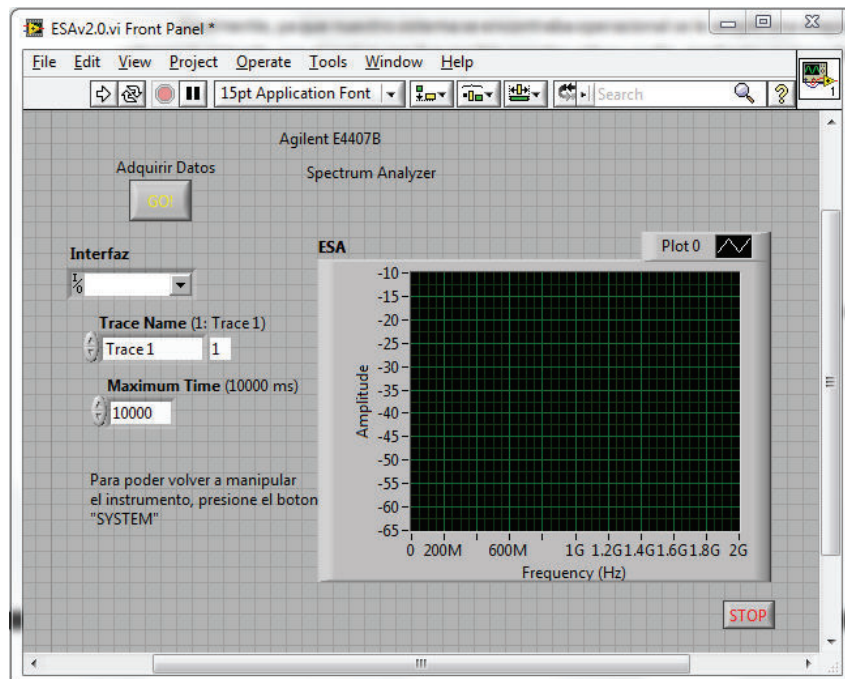 ESAv2.0.vi Front Panel *
File Edit View Project Operate Tools Window Help
15pt Application Font
Search
1
Agilent E4407B
Adquirir Datos
Spectrum Analyzer
GO!
Interfaz
I/O
Trace Name (1: Trace 1)
Trace 1
1
Maximum Time (10000 ms)
10000
Para poder volver a manipular
el instrumento, presione el boton
"SYSTEM"
ESA
Plot 0
Amplitude
-10
-15
-20
-25
-30
-35
-40
-45
-50
-55
-60
-65
0 200M 600M 1G 1.2G 1.4G 1.6G 1.8G 2G
Frequency (Hz)
STOP